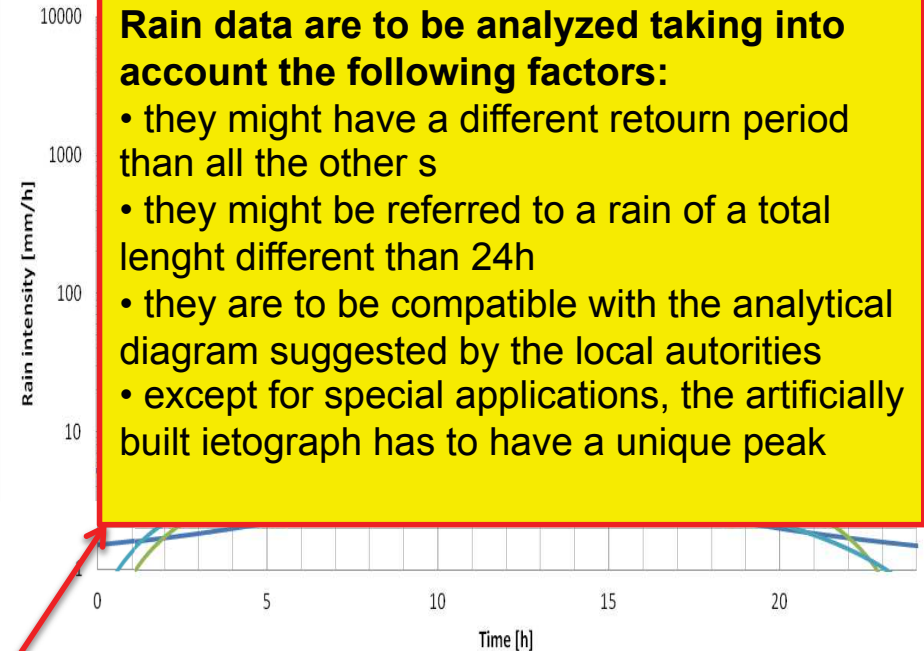 10000
1000
100
10
1
Rain intensity [mm/h]
Rain data are to be analyzed taking into
account the following factors:
• they might have a different retourn period
than all the other s
• they might be referred to a rain of a total
lenght different than 24h
• they are to be compatible with the analytical
diagram suggested by the local autorities
• except for special applications, the artificially
built ietograph has to have a unique peak
0 5 10 15 20
Time [h]